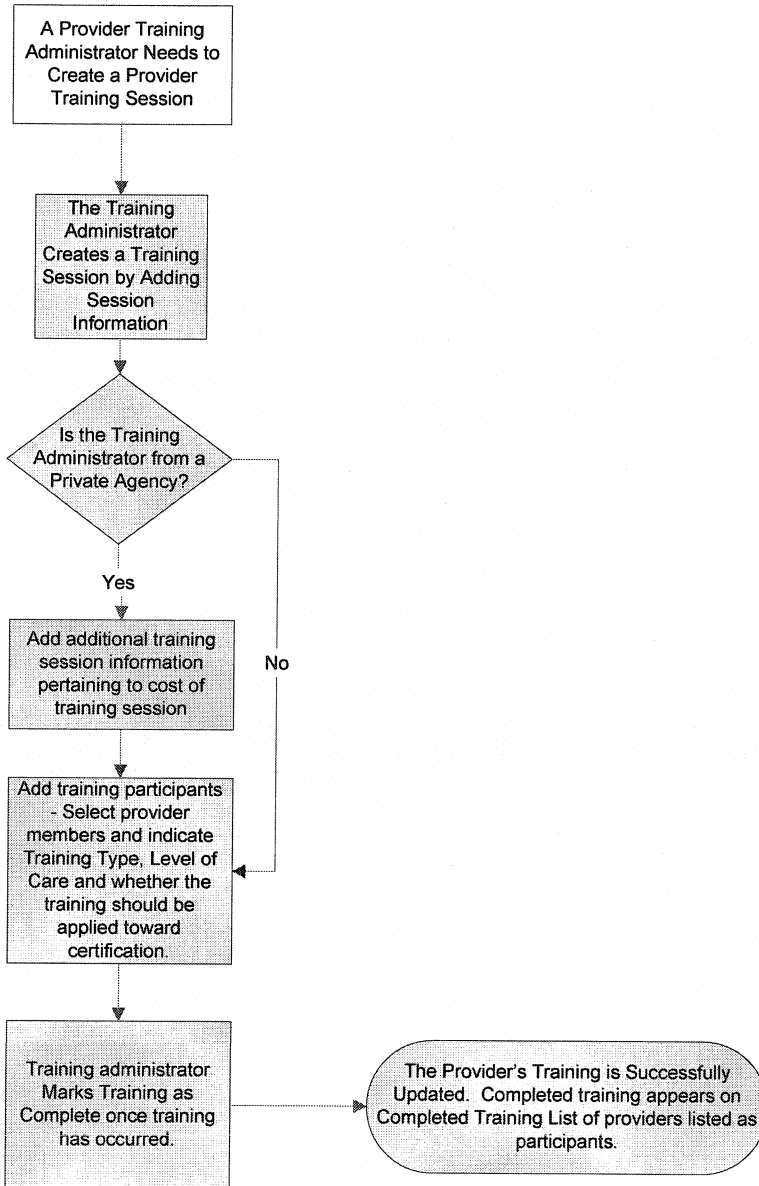 A Provider Training
Administrator Needs to
Create a Provider
Training Session
The Training
Administrator
Creates a Training
Session by Adding
Session
Information
Is the Training
Administrator from a
Private Agency?
Yes
No
Add additional training
session information
pertaining to cost of
training session
Add training participants
- Select provider
members and indicate
Training Type, Level of
Care and whether the
training should be
applied toward
certification.
Training administrator
Marks Training as
Complete once training
has occurred.
The Provider's Training is Successfully
Updated. Completed training appears on
Completed Training List of providers listed as
participants.